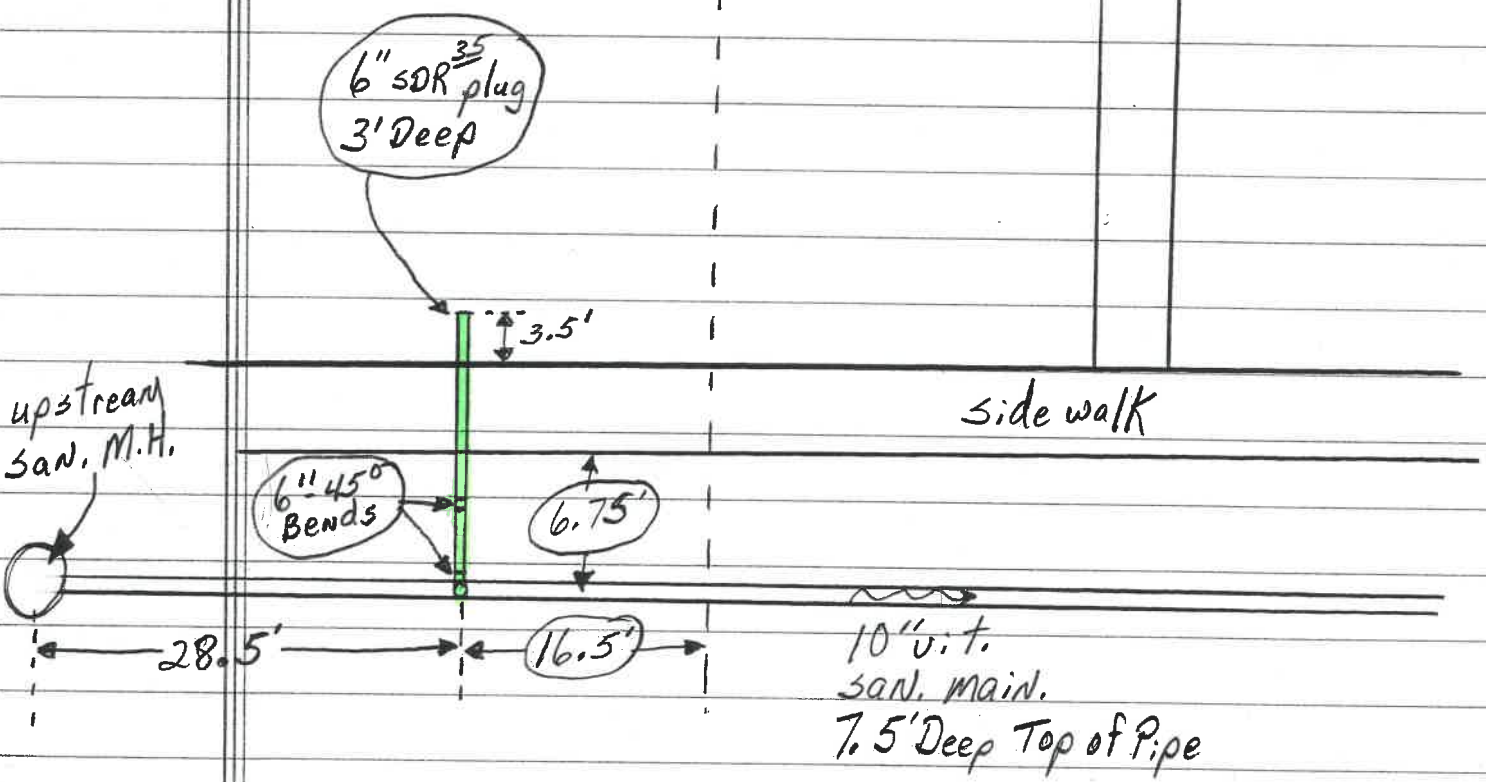 6" SDR 35 plug
3' Deep
3.5'
upstream
San. M.H.
side walk
6" 45°
Bends
6.75'
28.5'
16.5'
10" vit.
San. main.
7.5' Deep Top of Pipe